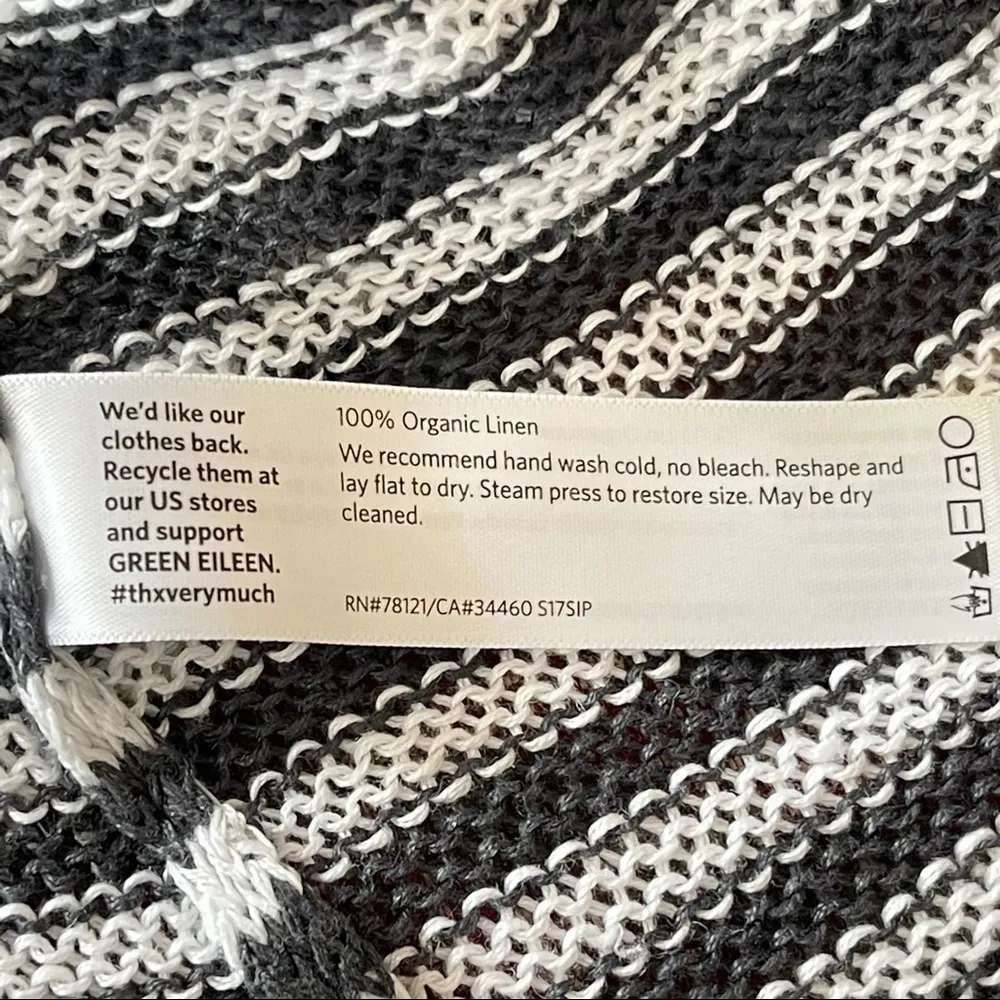 We'd like our
clothes back.
Recycle them at
our US stores
and support
GREEN EILEEN.
#thxverymuch
100% Organic Linen
We recommend hand wash cold, no bleach. Reshape and
lay flat to dry. Steam press to restore size. May be dry
cleaned.
RN#78121/CA#34460 S17SIP